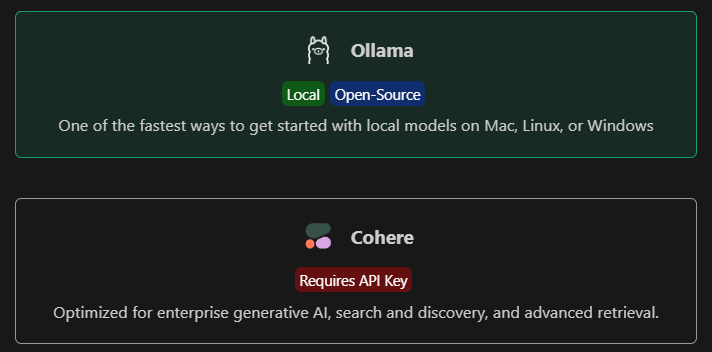 Ollama
Local Open-Source
One of the fastest ways to get started with local models on Mac, Linux, or Windows
Cohere
Requires API Key
Optimized for enterprise generative AI, search and discovery, and advanced retrieval.